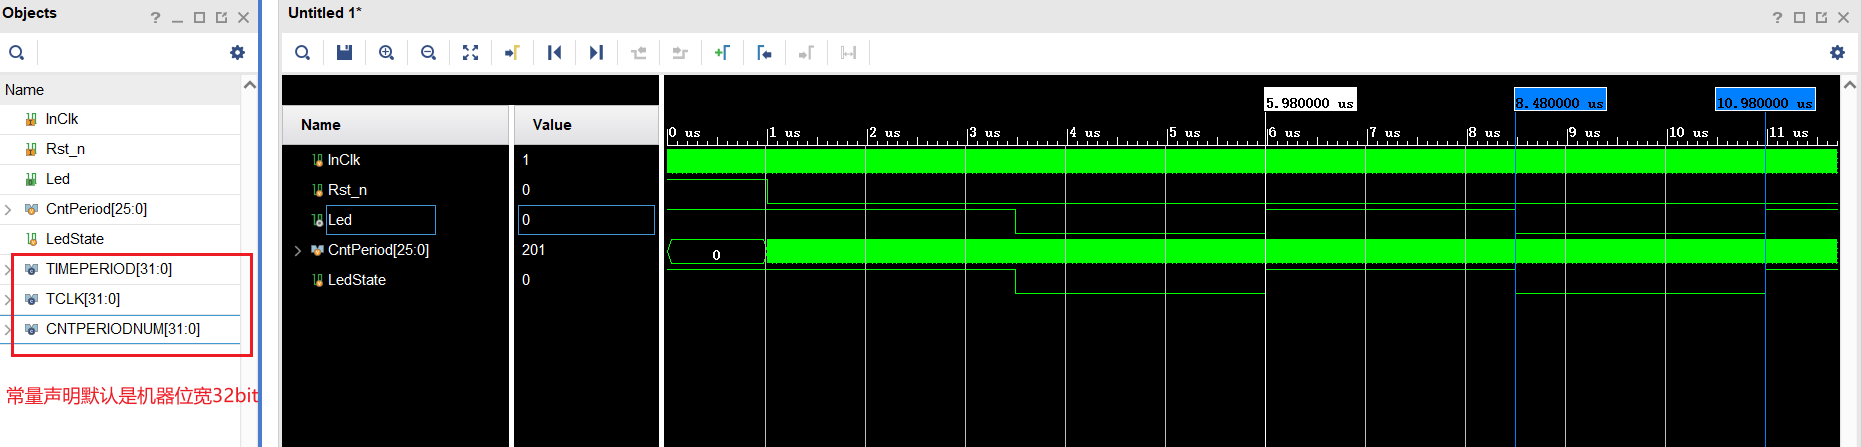 Objects
Untitled 1*
Name
InClk
Rst_n
Led
CntPeriod[25:0]
LedState
TIMEPERIOD[31:0]
TCLK[31:0]
CNTPERIODNUM[31:0]
常量声明默认是机器位宽32bit
Name Value
InClk 1
Rst_n 0
Led 0
CntPeriod[25:0] 201
LedState 0
5.980000 us 8.480000 us 10.980000 us
0 us 1 us 2 us 3 us 4 us 5 us 6 us 7 us 8 us 9 us 10 us 11 us
0